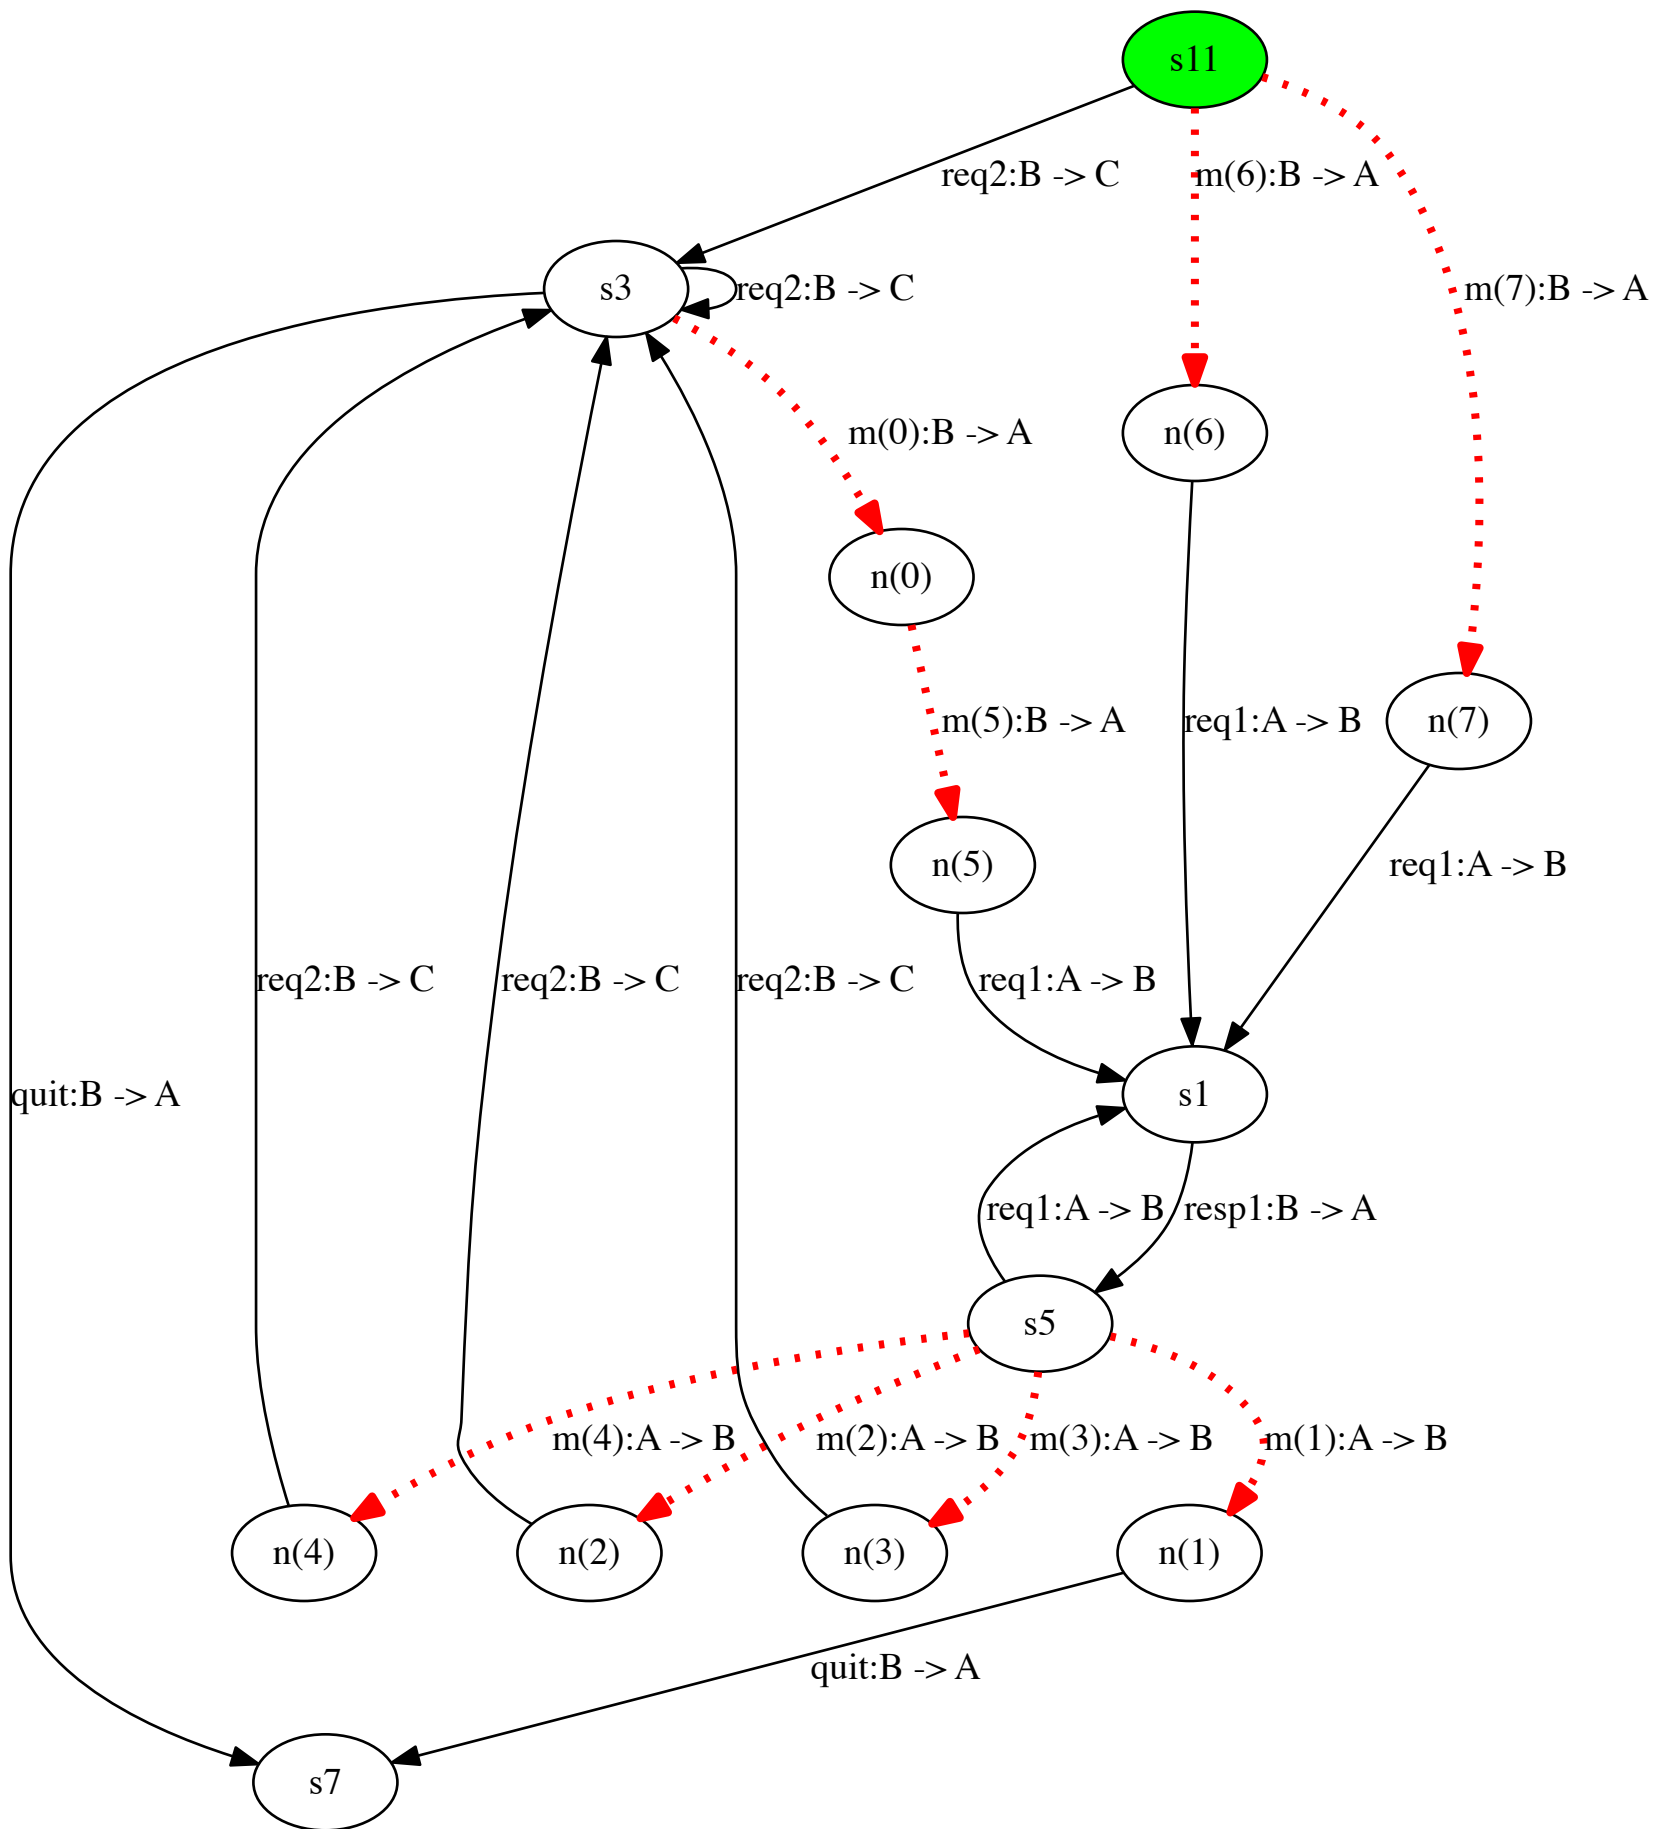 s11
req2:B -> C
m(6):B -> A
s3
req2:B -> C
m(7):B -> A
m(0):B -> A
n(6)
n(0)
m(5):B -> A
req1:A -> B
n(7)
n(5)
req1:A -> B
req2:B -> C
req2:B -> C
req2:B -> C
req1:A -> B
quit:B -> A
s1
req1:A -> B
resp1:B -> A
s5
m(4):A -> B
m(2):A -> B
m(3):A -> B
m(1):A -> B
n(4)
n(2)
n(3)
n(1)
quit:B -> A
s7